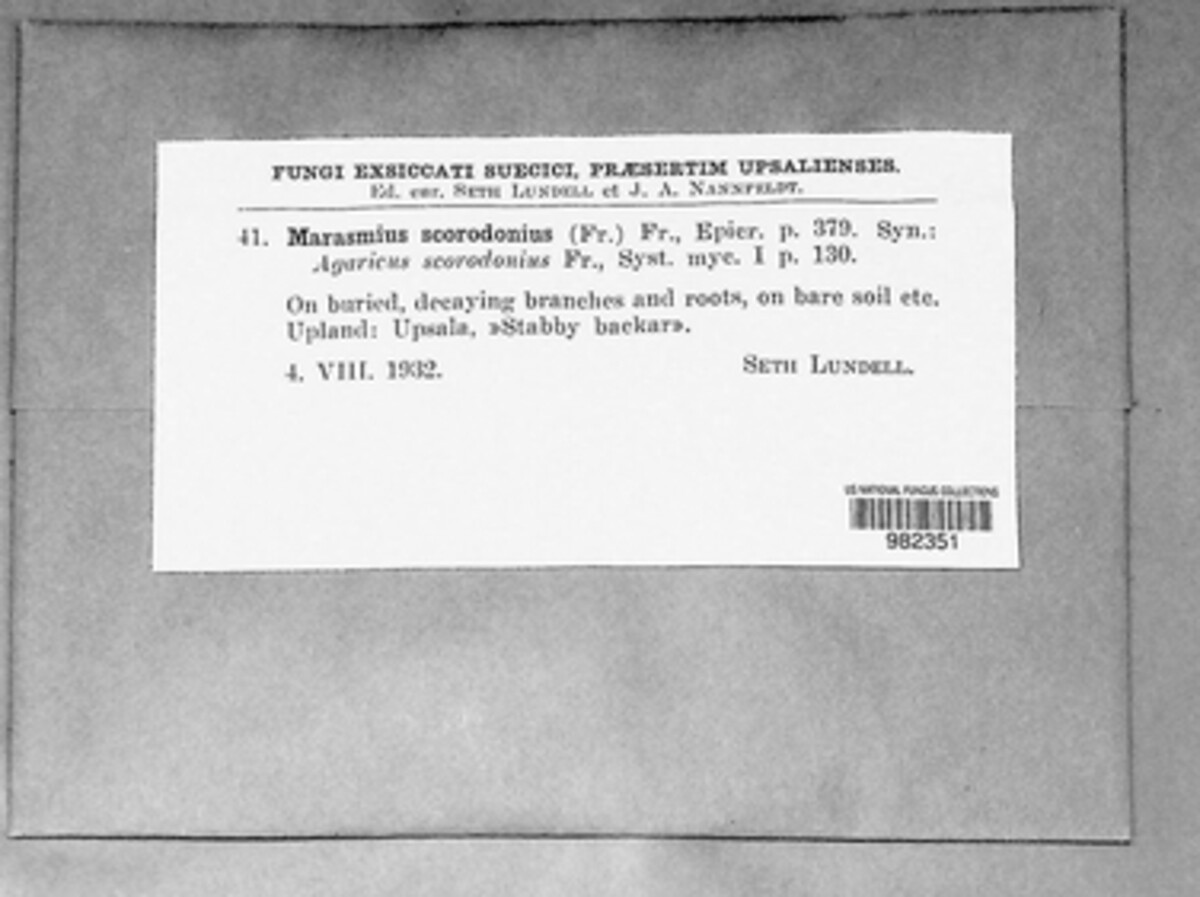 FUNGI EXSICCATI SUECICI, PRÆSERTIM UPSALIENSES.
Ed. cur. SETH LUNDELL et J. A. NANNFELDT.
41. Marasmius scorodonius (Fr.) Fr., Epicr. p. 379. Syn.:
Agaricus scorodonius Fr., Syst. myc. I p. 130.
On buried, decaying branches and roots, on bare soil etc.
Upland: Upsala, »Stabby backar».
4. VIII. 1932. SETH LUNDELL.
US NATIONAL FUNGUS COLLECTIONS
982351